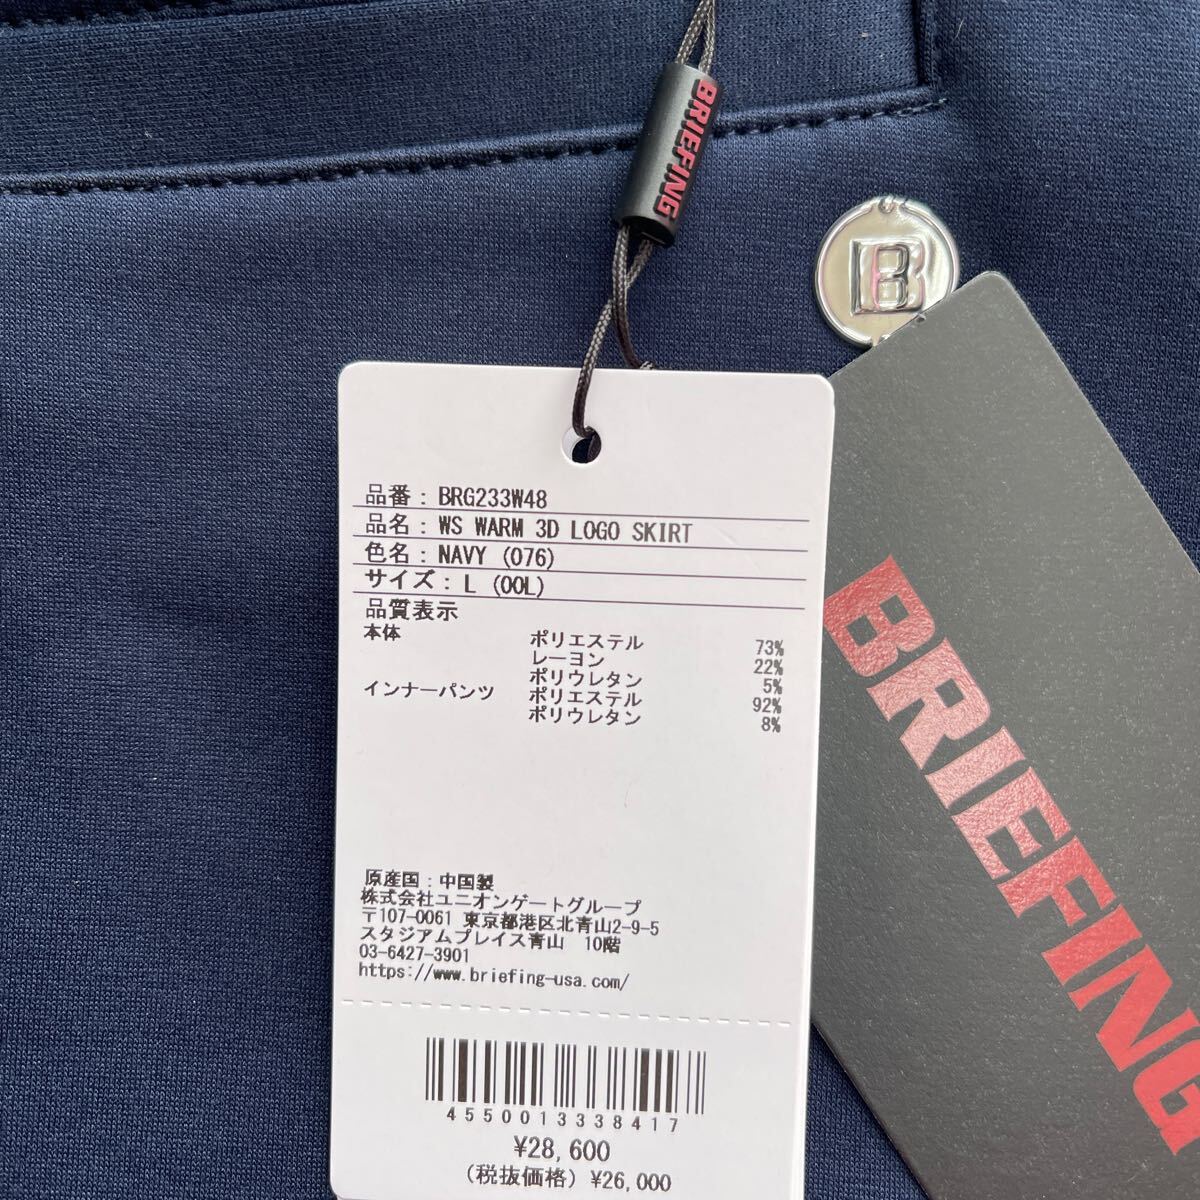 BRIEFING
B
品番：BRG233W48
品名：WS WARM 3D LOGO SKIRT
色名：NAVY (076)
サイズ：L (00L)
品質表示
本体 ポリエステル 73%
レーヨン 22%
ポリウレタン 5%
インナーパンツ ポリエステル 92%
ポリウレタン 8%
原産国：中国製
株式会社ユニオンゲートグループ
〒107-0061 東京都港区北青山2-9-5
スタジアムプレイス青山 10階
03-6427-3901
https://www.briefing-usa.com/
4550013338417
¥28,600
(税抜価格) ¥26,000
BRIEFING